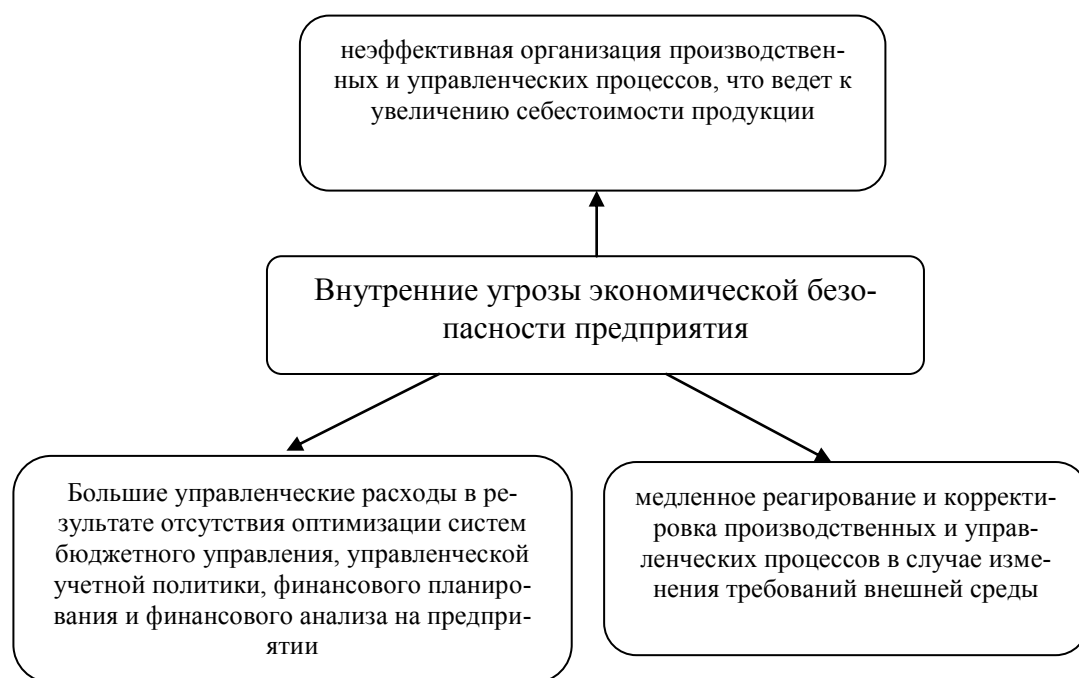 неэффективная организация производствен-
ных и управленческих процессов, что ведет к
увеличению себестоимости продукции
Внутренние угрозы экономической безо-
пасности предприятия
Большие управленческие расходы в ре-
зультате отсутствия оптимизации систем
бюджетного управления, управленческой
учетной политики, финансового планиро-
вания и финансового анализа на предпри-
ятии
медленное реагирование и корректи-
ровка производственных и управ-
ленческих процессов в случае изме-
нения требований внешней среды